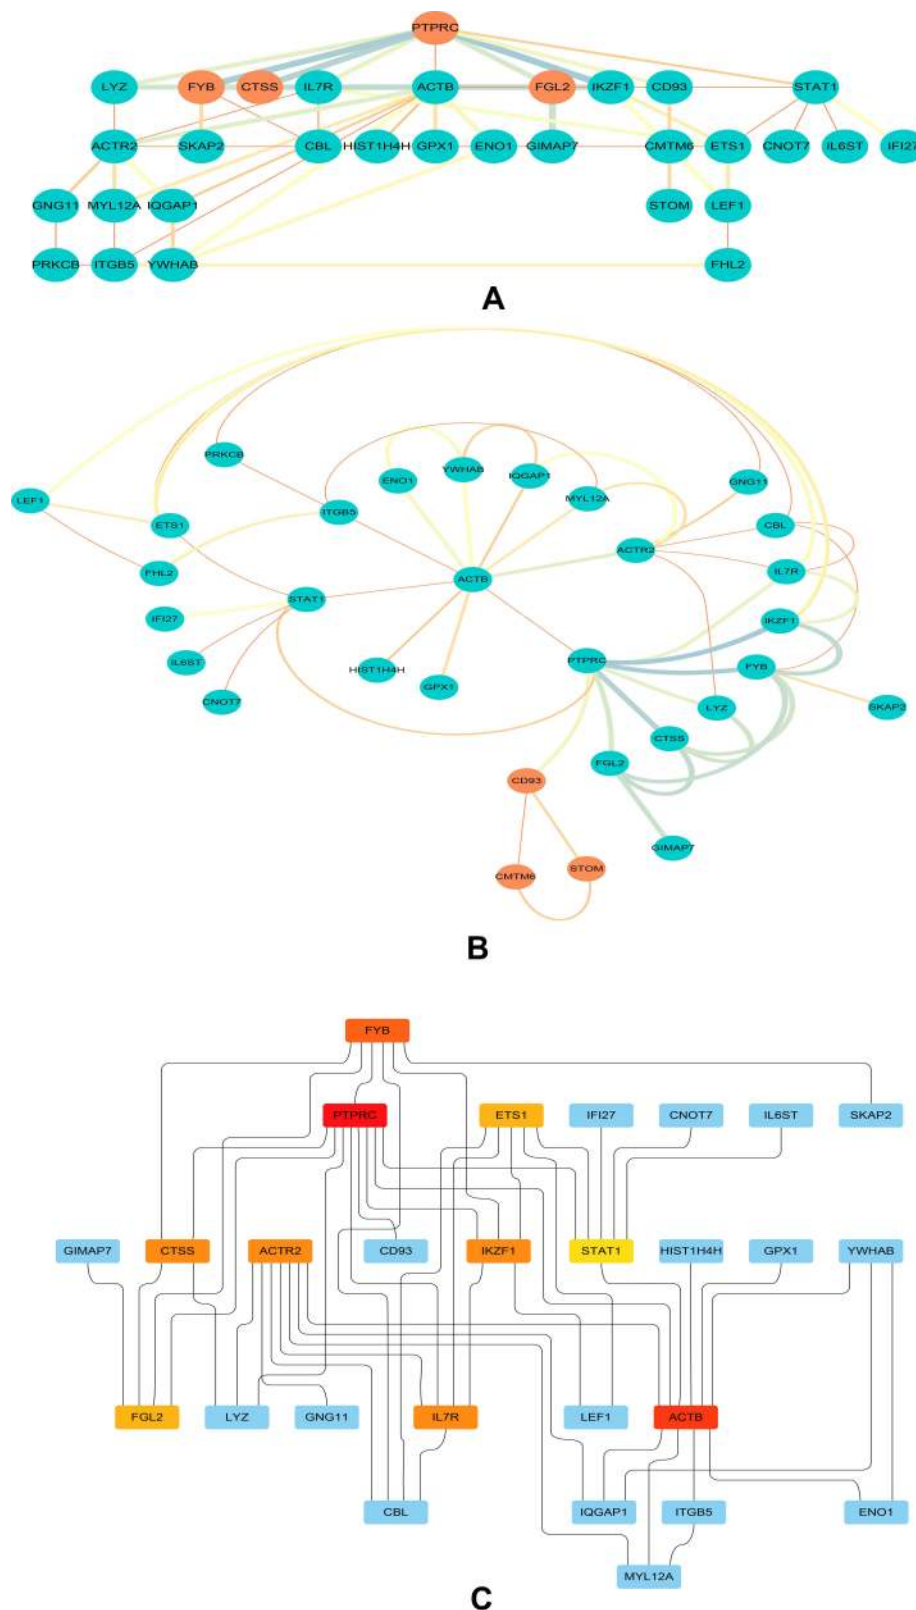 PTPRC
LYZ FYB CTSS IL7R ACTB FGL2 IKZF1 CD93 STAT1
ACTR2 SKAP2 CBL HIST1H4H GPX1 ENO1 GIMAP7 CMTM6 ETS1 CNOT7 IL6ST IFI27
GNG11 MYL12A IQGAP1 STOM LEF1
PRKCB ITGB5 YWHAB FHL2
A
PRKCB YWHAB IQGAP1
ENO1 GNG11
LEF1 ITGB5 MYL12A
ETS1 CBL
ACTR2
FHL2 ACTB IL7R
STAT1
IFI27 IKZF1
IL6ST HIST1H4H PTPRC FYB
CNOT7 GPX1 LYZ SKAP2
CTSS
FGL2
CD93
GIMAP7
CMTM6 STOM
B
FYB
PTPRC ETS1 IFI27 CNOT7 IL6ST SKAP2
GIMAP7 CTSS ACTR2 CD93 IKZF1 STAT1 HIST1H4H GPX1 YWHAB
FGL2 LYZ GNG11 IL7R LEF1 ACTB
CBL IQGAP1 ITGB5 ENO1
MYL12A
C